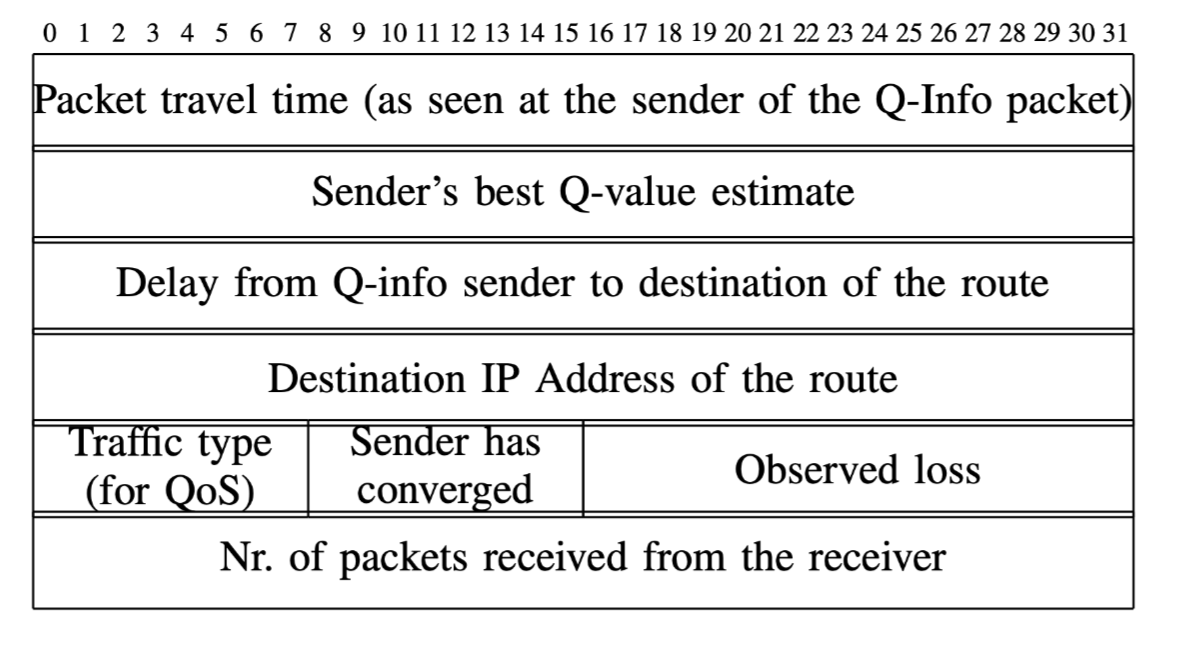 0 1 2 3 4 5 6 7 8 9 10 11 12 13 14 15 16 17 18 19 20 21 22 23 24 25 26 27 28 29 30 31
Packet travel time (as seen at the sender of the Q-Info packet)
Sender’s best Q-value estimate
Delay from Q-info sender to destination of the route
Destination IP Address of the route
Traffic type
(for QoS)
Sender has
converged
Observed loss
Nr. of packets received from the receiver